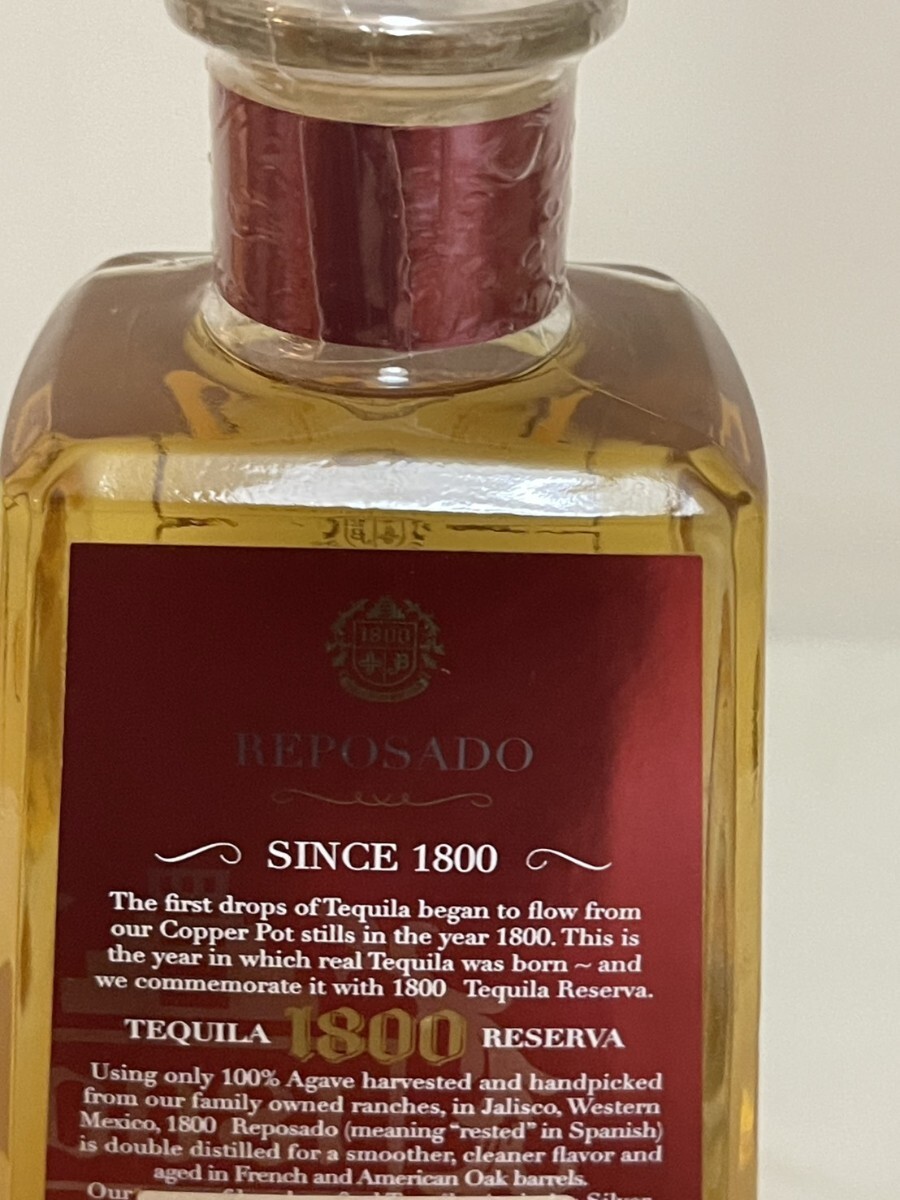 1800
REPOSADO
SINCE 1800
The first drops of Tequila began to flow from
our Copper Pot stills in the year 1800. This is
the year in which real Tequila was born ~ and
we commemorate it with 1800 Tequila Reserva.
TEQUILA 1800 RESERVA
Using only 100% Agave harvested and handpicked
from our family owned ranches, in Jalisco, Western
Mexico, 1800 Reposado (meaning “rested” in Spanish)
is double distilled for a smoother, cleaner flavor and
aged in French and American Oak barrels.
Our